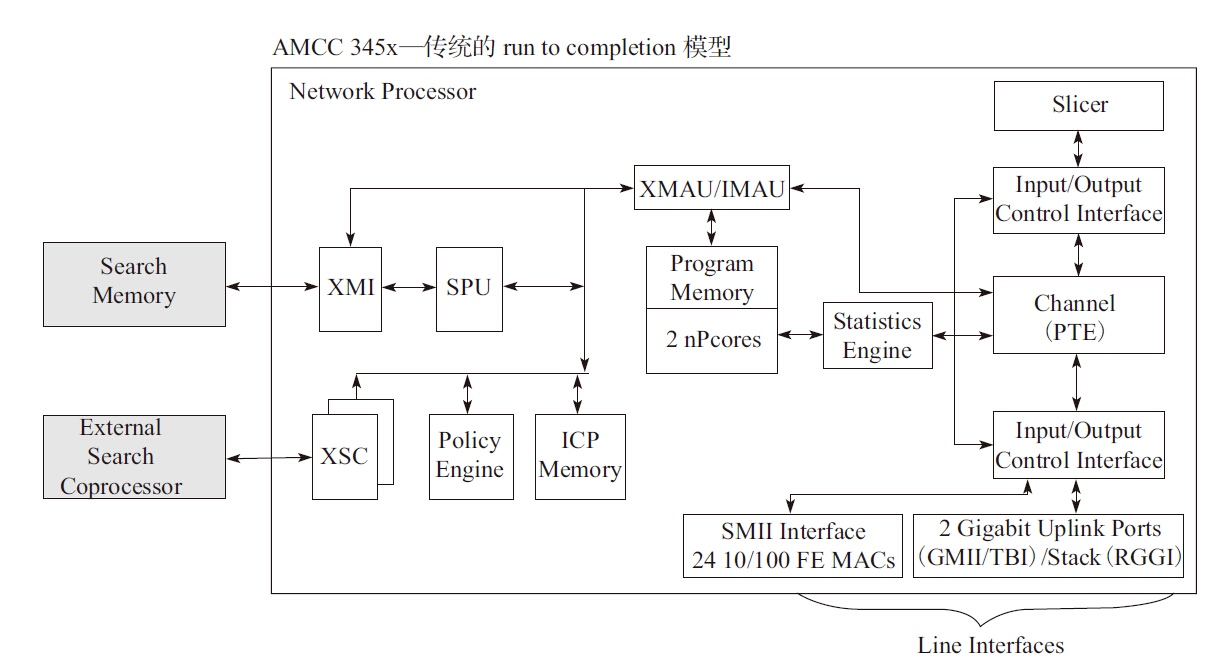 AMCC 345x—传统的 run to completion 模型
Network Processor
Slicer
Input/Output
Control Interface
XMAU/IMAU
Search
Memory
XMI
SPU
Program
Memory
2 nPcores
Statistics
Engine
Channel
(PTE)
External
Search
Coprocessor
XSC
Policy
Engine
ICP
Memory
Input/Output
Control Interface
SMII Interface
24 10/100 FE MACs
2 Gigabit Uplink Ports
(GMII/TBI)/Stack(RGGI)
Line Interfaces